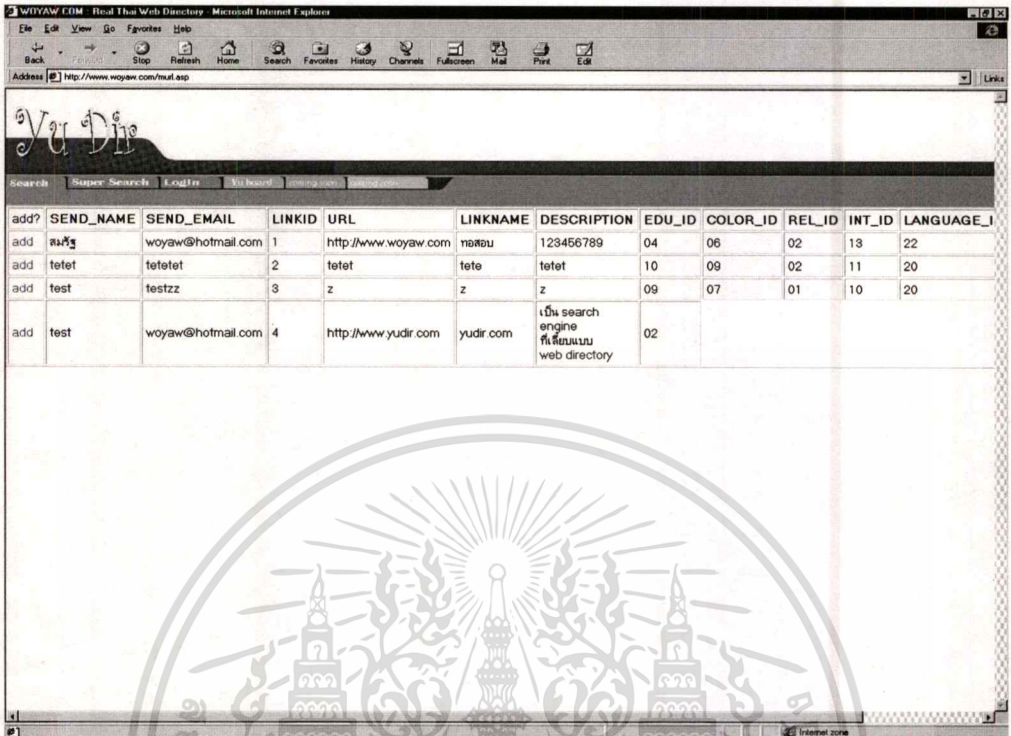 WOYAW.COM : Real Thai Web Directory - Microsoft Internet Explorer
File Edit View Go Favorites Help
Back Forward Stop Refresh Home Search Favorites History Channels Fullscreen Mail Print Edit
Address http://www.woyaw.com/murl.asp Links
Yu Dir
Search Super Search LogIn Yu board coming soon
add? SEND_NAME SEND_EMAIL LINKID URL LINKNAME DESCRIPTION EDU_ID COLOR_ID REL_ID INT_ID LANGUAGE_I
add สมรัฐ woyaw@hotmail.com 1 http://www.woyaw.com ทอสอบ 123456789 04 06 02 13 22
add tetet tetetet 2 tetet tete tetet 10 09 02 11 20
add test testzz 3 z z z 09 07 01 10 20
add test woyaw@hotmail.com 4 http://www.yudir.com yudir.com เป็น search
engine
ที่เลียบแบบ
web directory 02
Internet zone